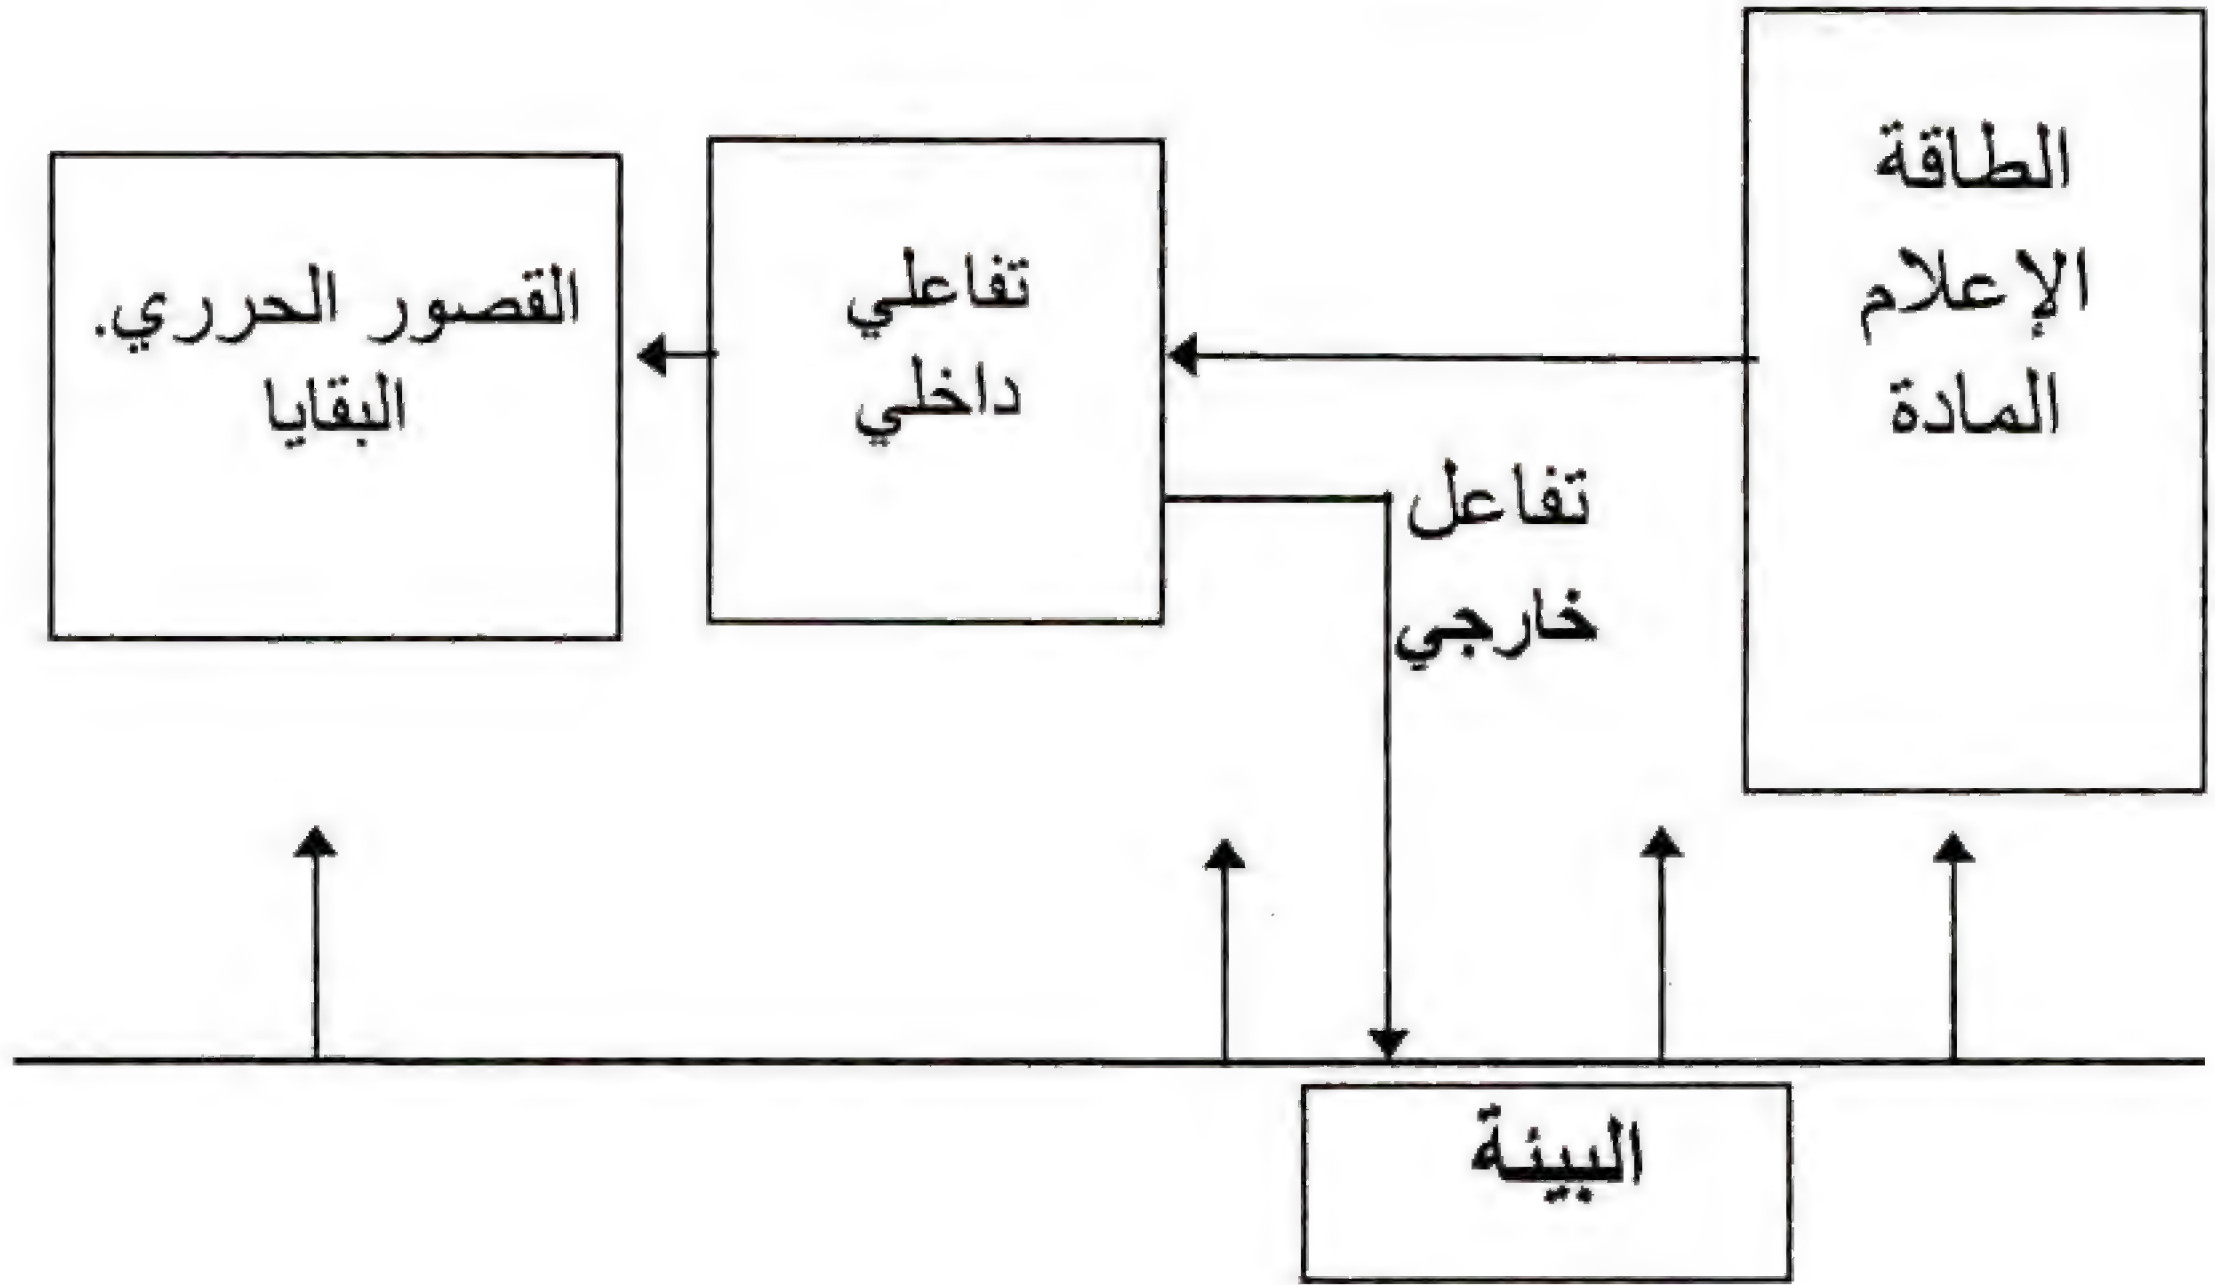 الطاقة
الإعلام
المادة
تفاعلي
داخلي
القصور الحرري.
البقايا
تفاعل
خارجي
البيئة